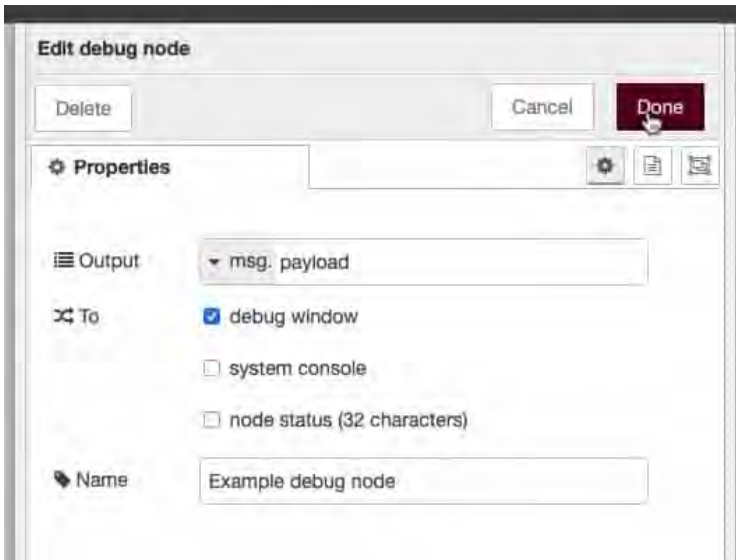 Edit debug node
Delete Cancel Done
Properties
Output msg. payload
To debug window
system console
node status (32 characters)
Name Example debug node